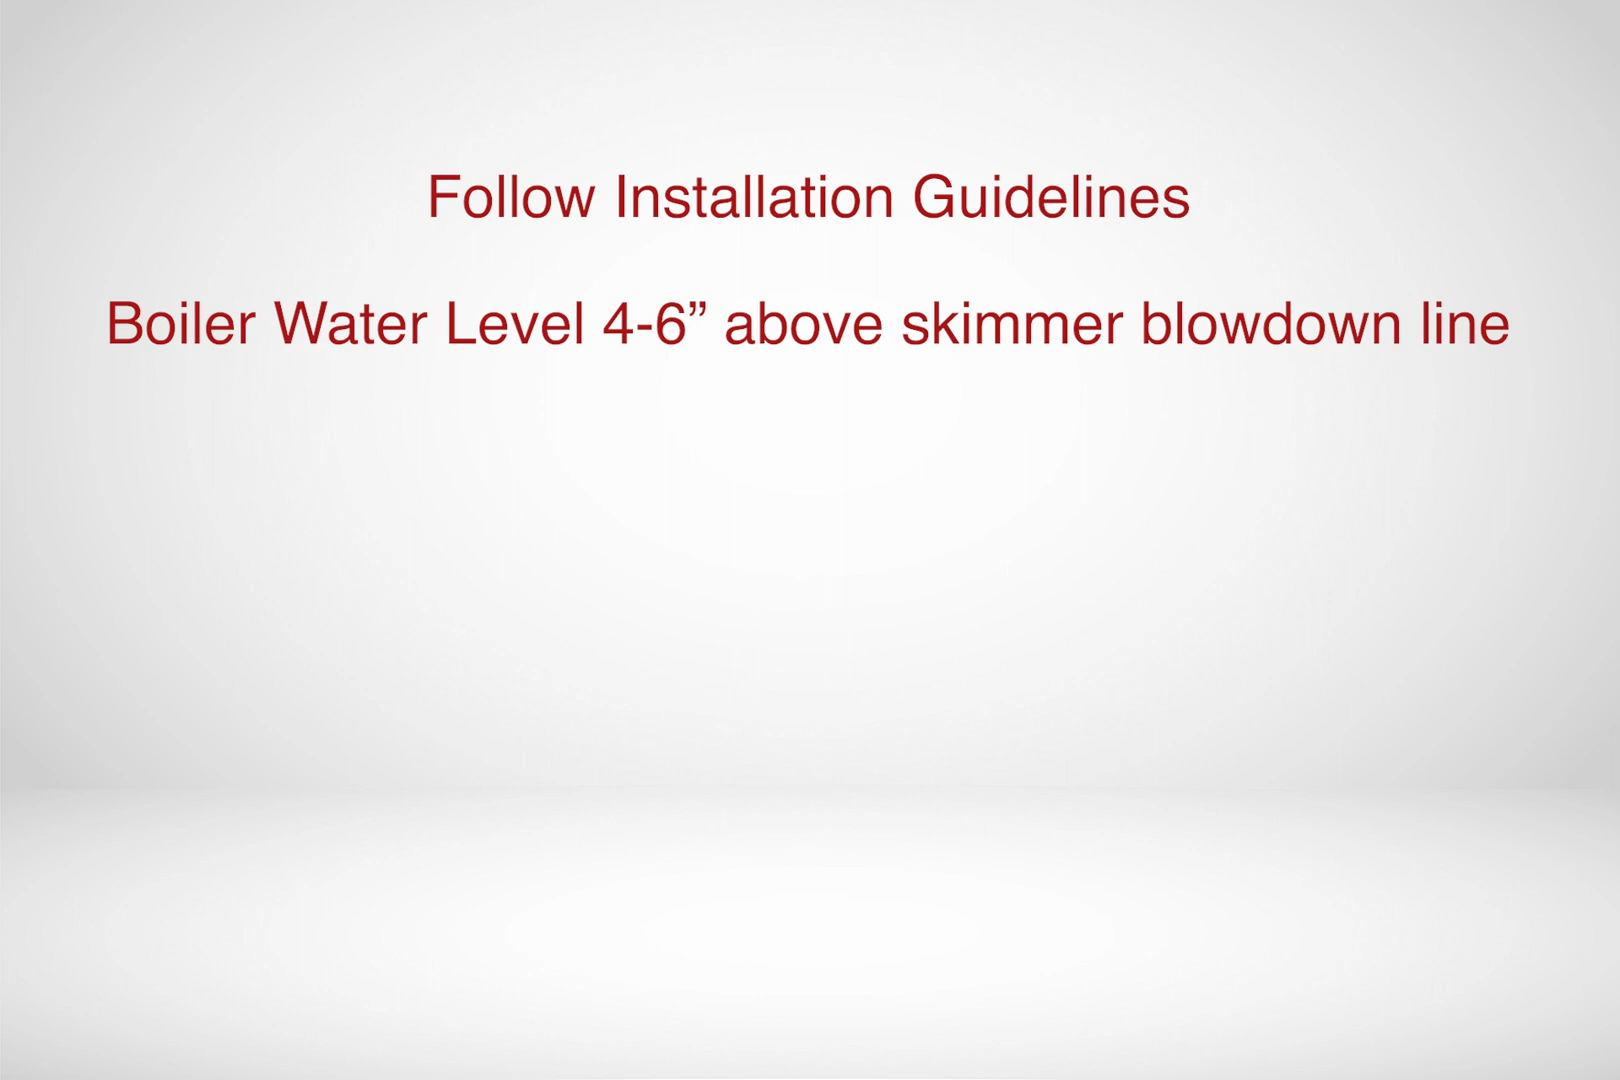 Follow Installation Guidelines
Boiler Water Level 4-6” above skimmer blowdown line